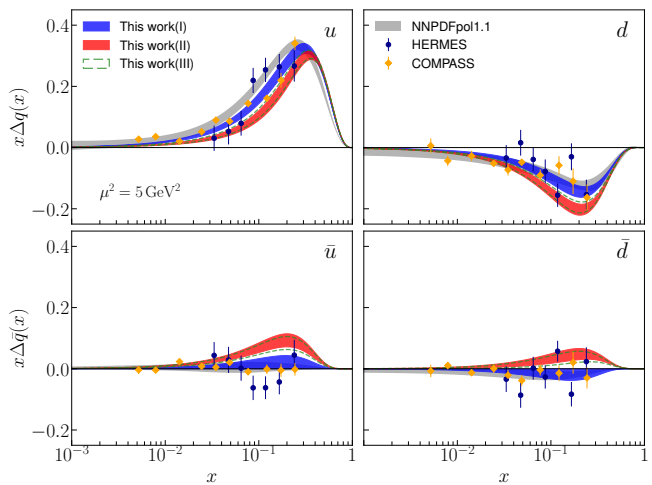 0.4
0.2
0.0
−0.2
xΔq(x)
This work(I)
This work(II)
This work(III)
u
μ² = 5 GeV²
NNPDFpol1.1
HERMES
COMPASS
d
0.4
0.2
0.0
−0.2
xΔq̄(x)
ū
d̄
10⁻³ 10⁻² 10⁻¹ 1
10⁻² 10⁻¹ 1
x
x